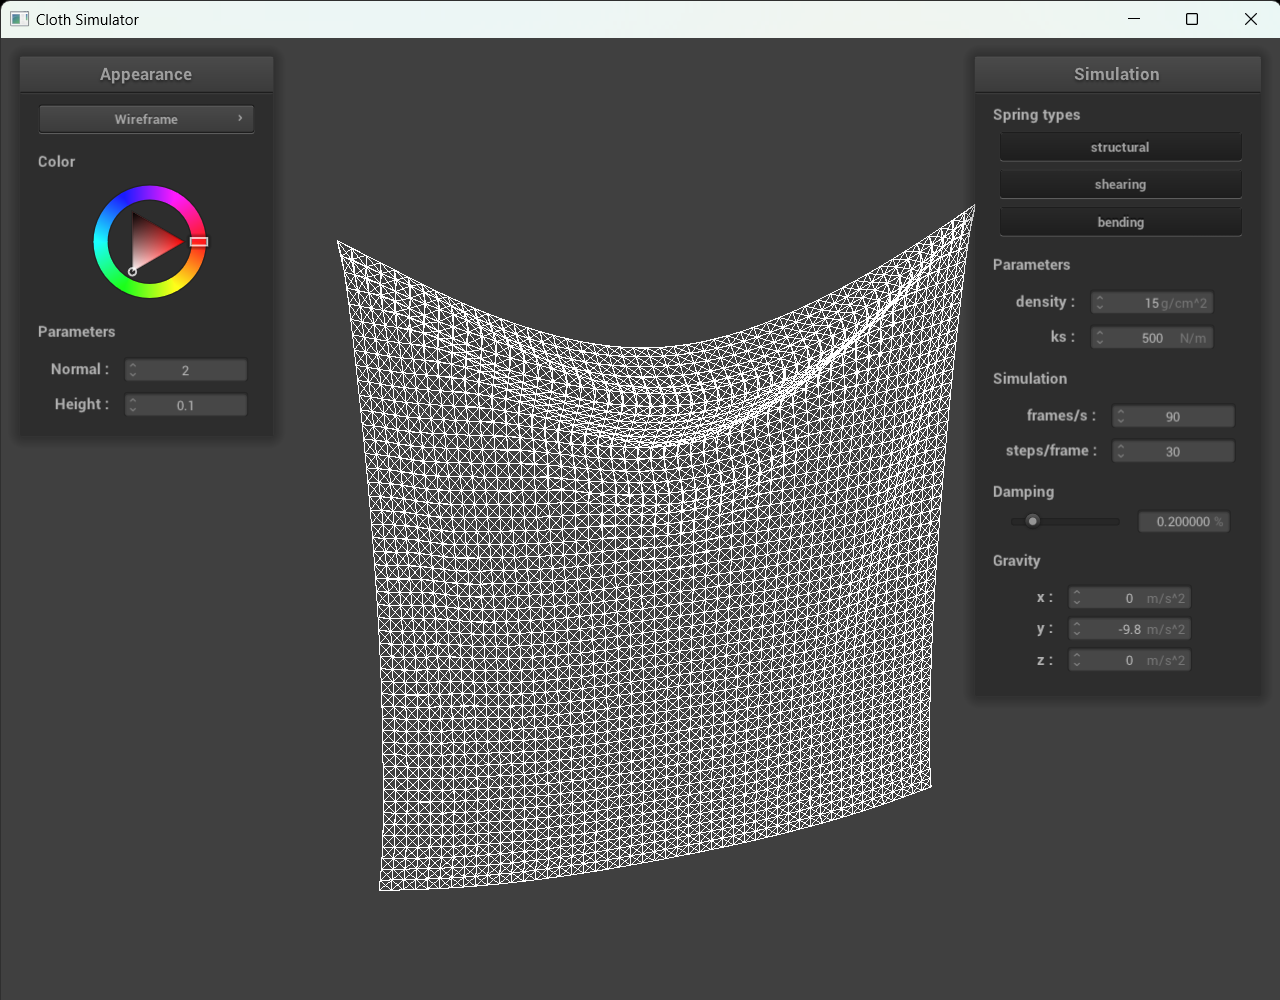 Cloth Simulator
Appearance
Wireframe
Color
Parameters
Normal : 2
Height : 0.1
Simulation
Spring types
structural
shearing
bending
Parameters
density : 15 g/cm^2
ks : 500 N/m
Simulation
frames/s : 90
steps/frame : 30
Damping
0.200000 %
Gravity
x : 0 m/s^2
y : -9.8 m/s^2
z : 0 m/s^2